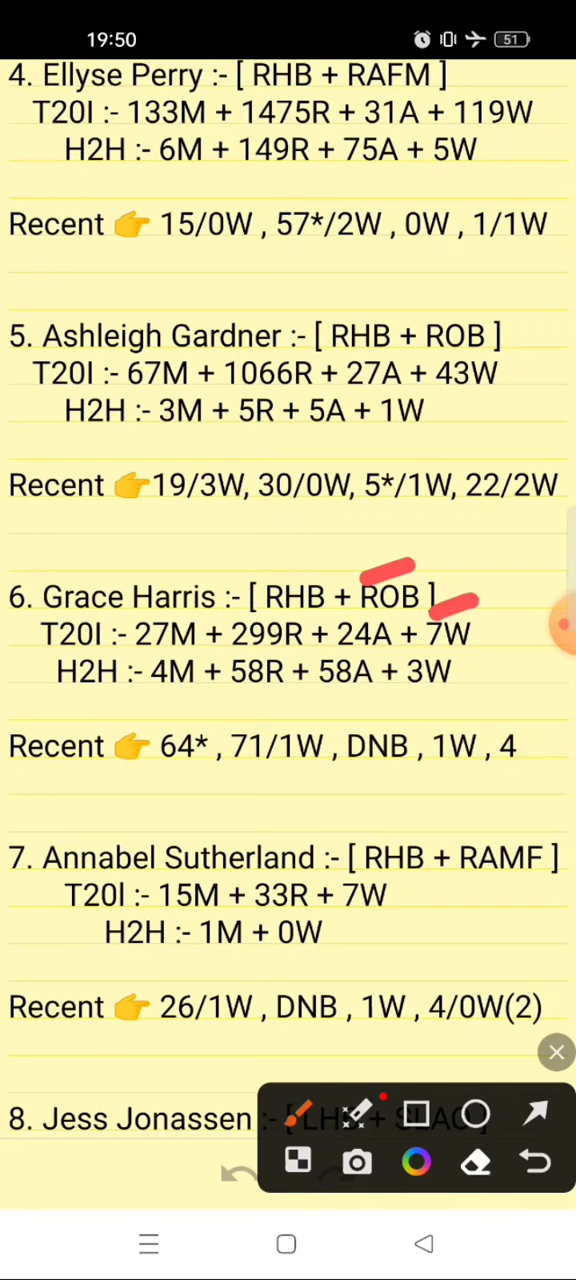 19:50
51
4. Ellyse Perry :- [ RHB + RAFM ]
T20I :- 133M + 1475R + 31A + 119W
H2H :- 6M + 149R + 75A + 5W
Recent 👉 15/0W , 57*/2W , 0W , 1/1W
5. Ashleigh Gardner :- [ RHB + ROB ]
T20I :- 67M + 1066R + 27A + 43W
H2H :- 3M + 5R + 5A + 1W
Recent 👉19/3W, 30/0W, 5*/1W, 22/2W
6. Grace Harris :- [ RHB + ROB ]
T20I :- 27M + 299R + 24A + 7W
H2H :- 4M + 58R + 58A + 3W
Recent 👉 64* , 71/1W , DNB , 1W , 4
7. Annabel Sutherland :- [ RHB + RAMF ]
T20I :- 15M + 33R + 7W
H2H :- 1M + 0W
Recent 👉 26/1W , DNB , 1W , 4/0W(2)
8. Jess Jonassen :- [ LHB + SLAO ]